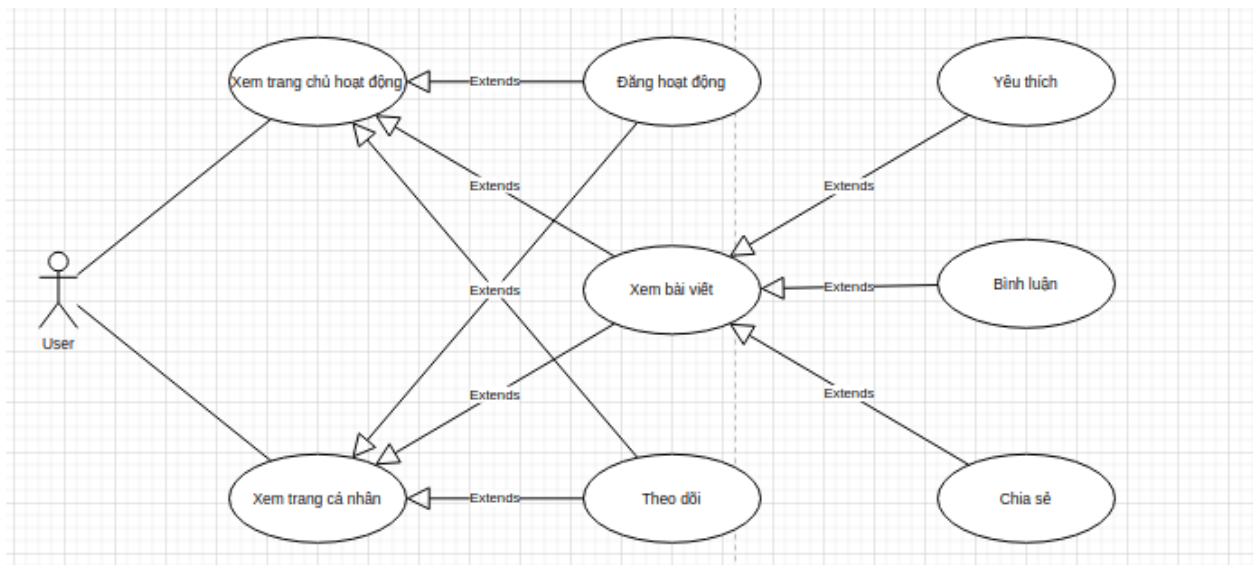 Xem trang chủ hoạt động
Extends
Đăng hoạt động
Yêu thích
Extends
Extends
User
Extends
Xem bài viết
Extends
Bình luận
Extends
Extends
Xem trang cá nhân
Extends
Theo dõi
Chia sẻ